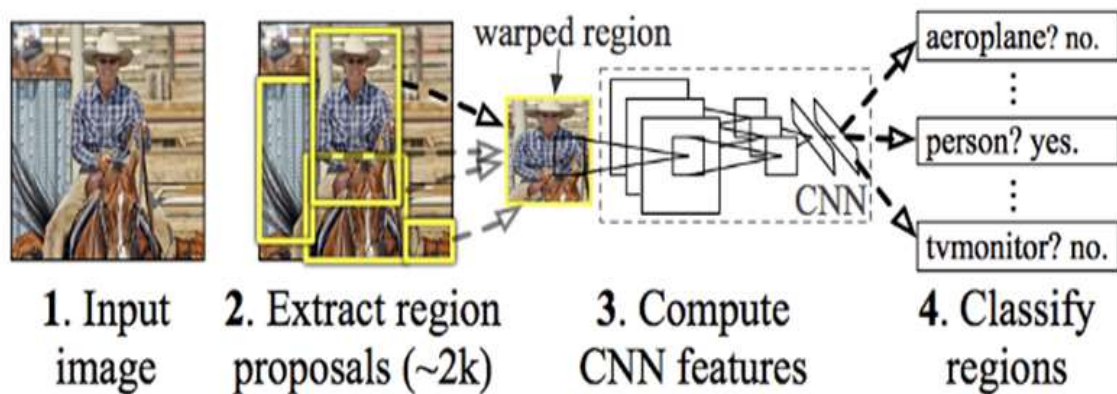 warped region
aeroplane? no.
⋮
person? yes.
⋮
tvmonitor? no.
CNN
1. Input
image
2. Extract region
proposals (~2k)
3. Compute
CNN features
4. Classify
regions